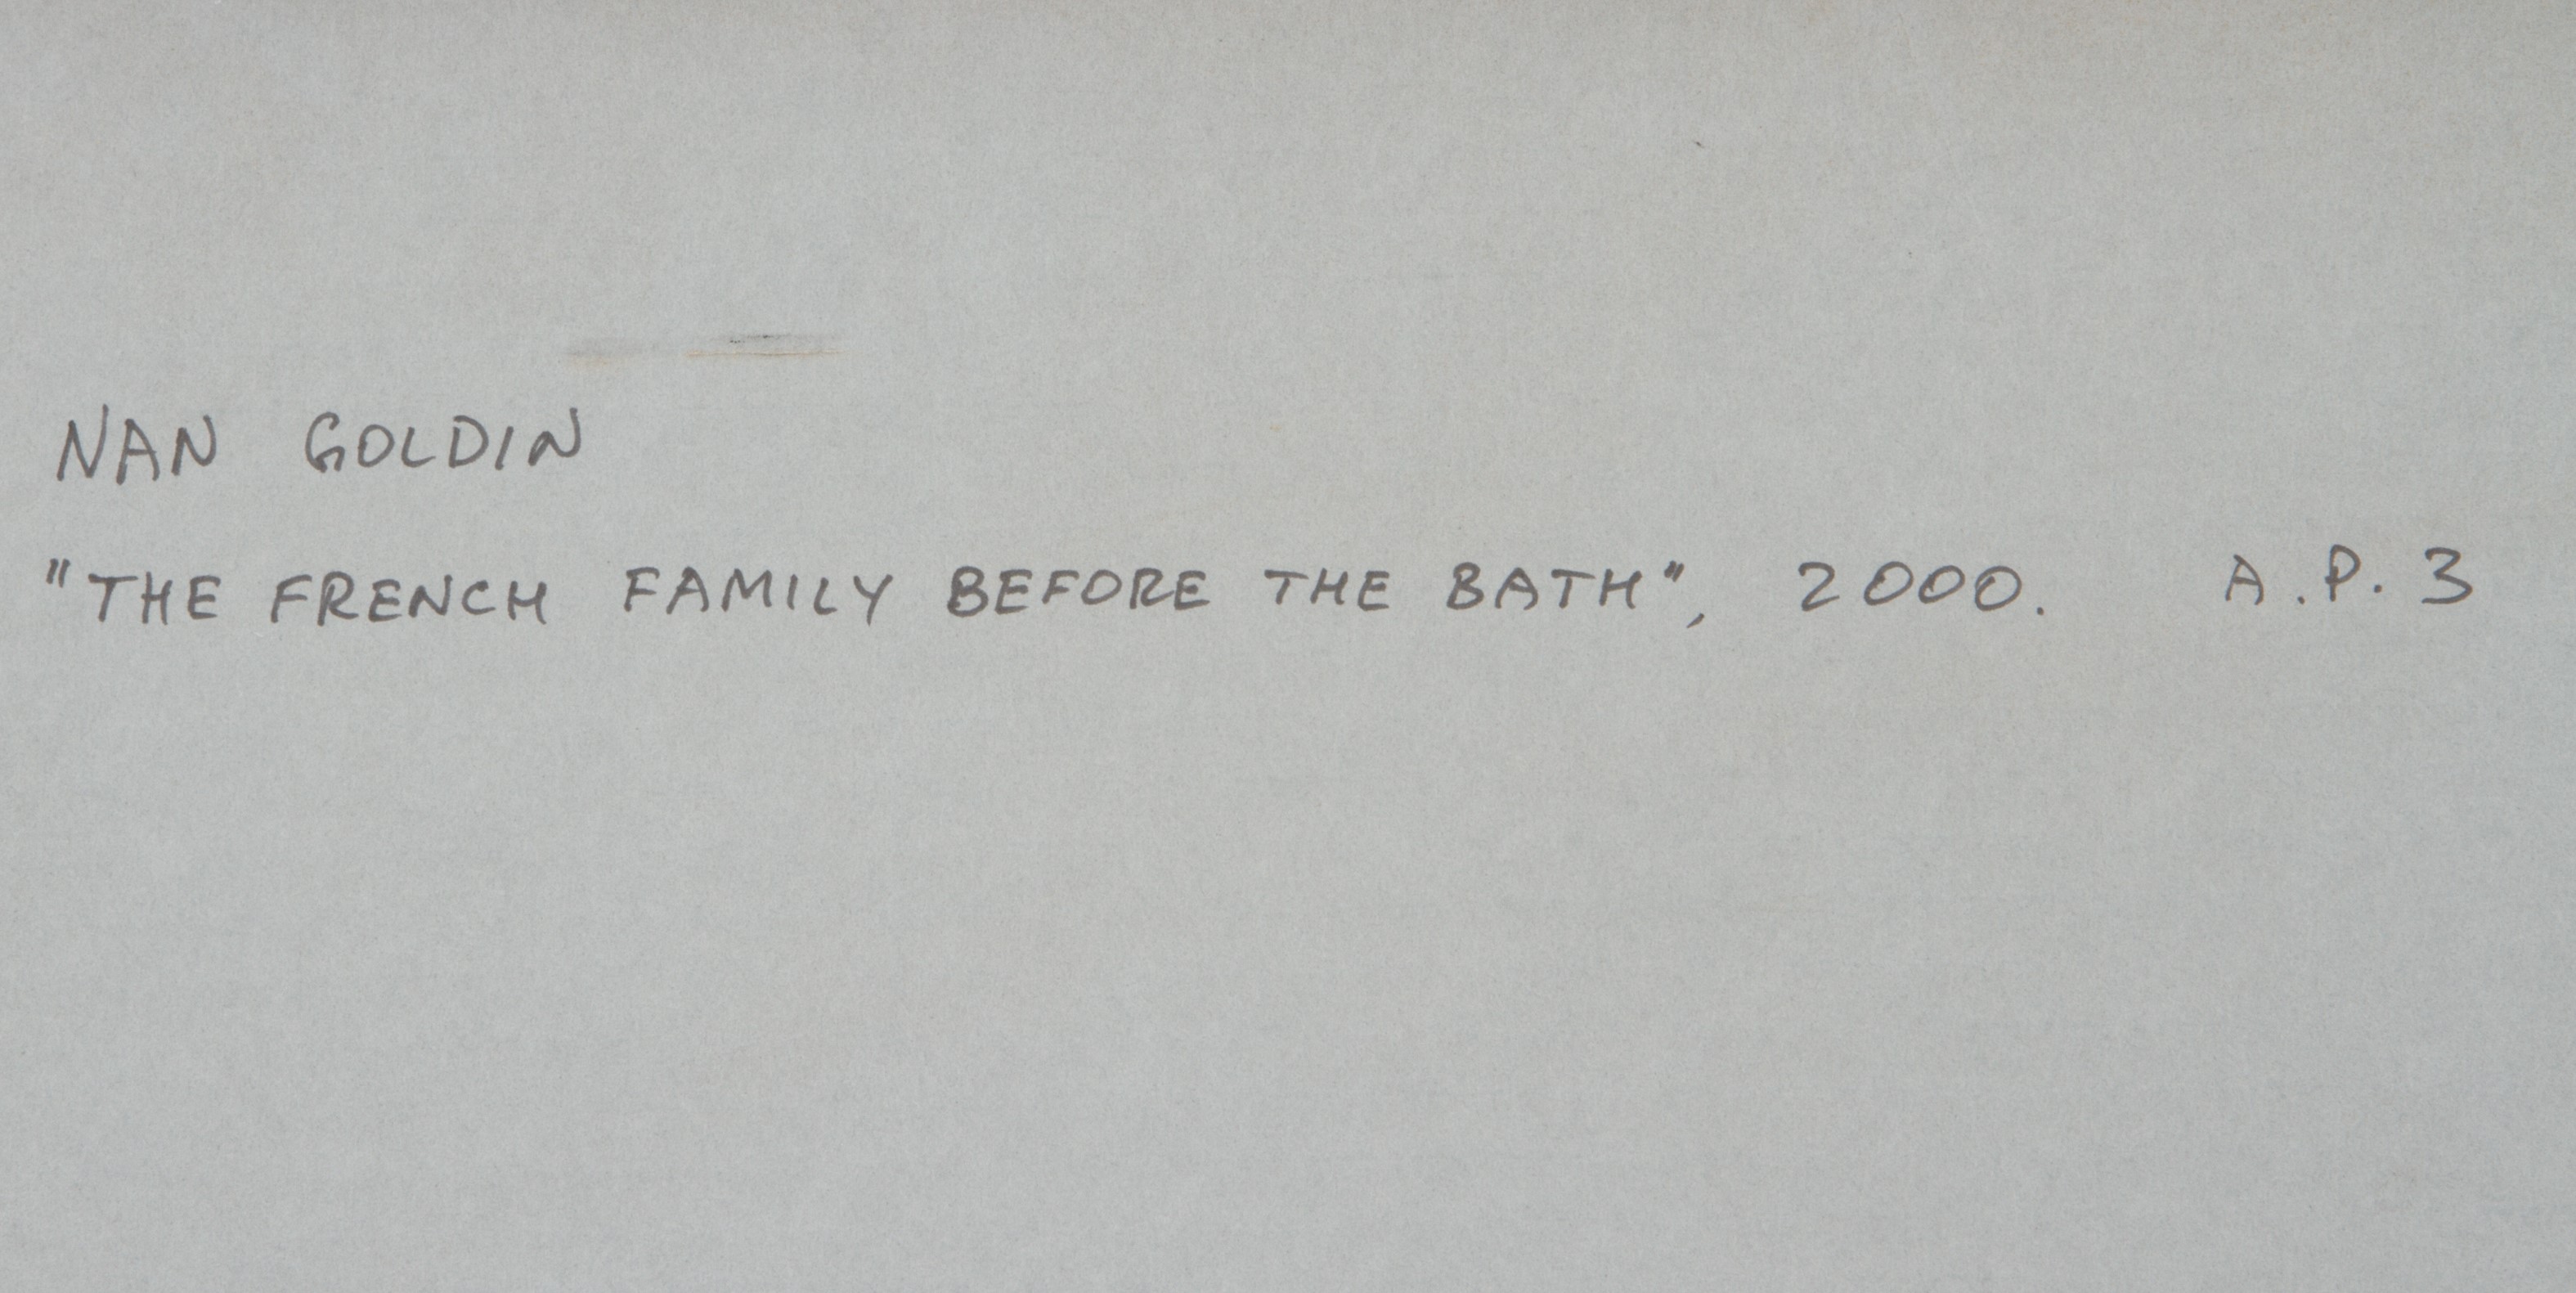 NAN GOLDIN
"THE FRENCH FAMILY BEFORE THE BATH", 2000. A.P. 3